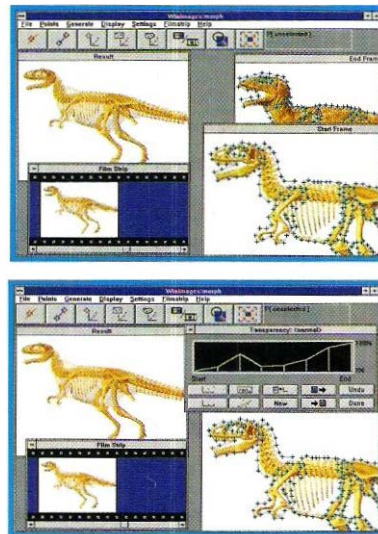 WinImages:morph
File Points Generate Display Settings Filmstrip Help
P[unselected]
Result
End Frame
Start Frame
Film Strip
WinImages:morph
File Points Generate Display Settings Filmstrip Help
P[unselected]
Result
Transparency: (normal)
100%
0%
Start
End
Undo
New
Done
Film Strip